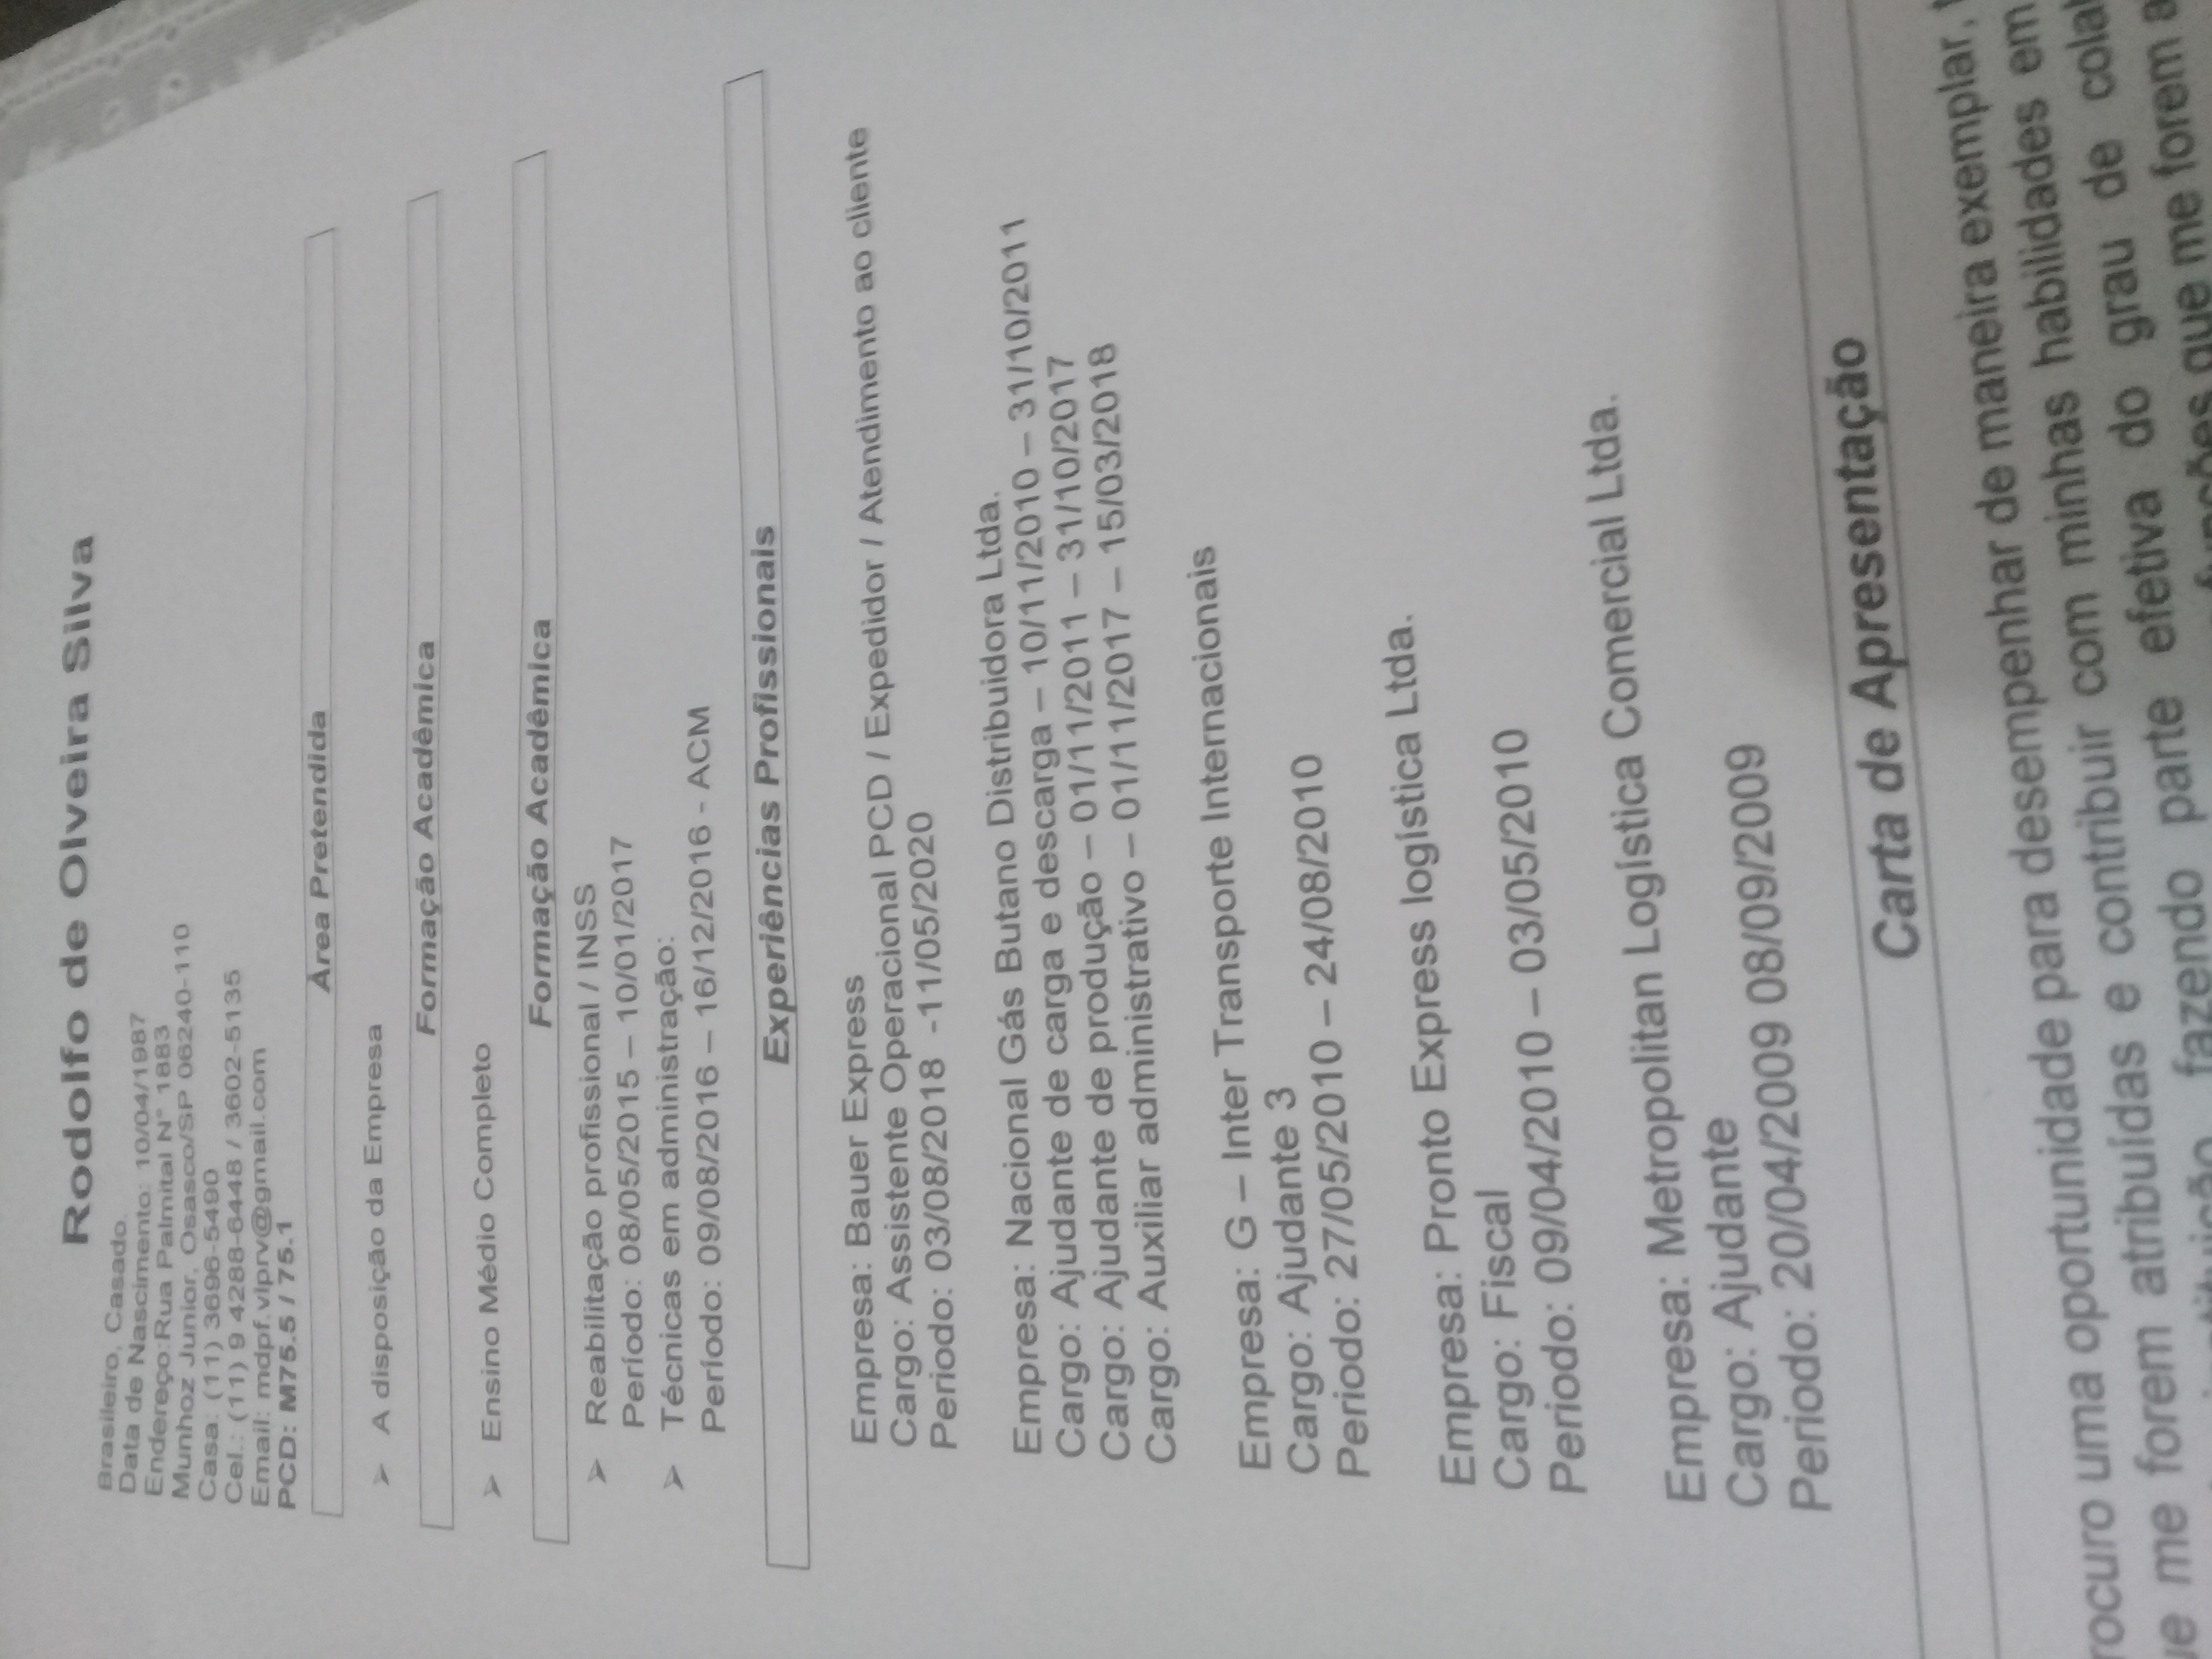 Rodolfo de Olveira Silva
Brasileiro, Casado.
Data de Nascimento: 10/04/1987
Endereço:Rua Palmital N° 1883
Munhoz Junior, Osasco/SP 06240-110
Casa: (11) 3696-5490
Cel.: (11) 9 4288-6448 / 3602-5135
Email: mdpf.vlprv@gmail.com
PCD: M75.5 / 75.1
Área Pretendida
➢ A disposição da Empresa
Formação Acadêmica
➢ Ensino Médio Completo
Formação Acadêmica
➢ Reabilitação profissional / INSS
Período: 08/05/2015 – 10/01/2017
➢ Técnicas em administração:
Período: 09/08/2016 – 16/12/2016 - ACM
Experiências Profissionais
Empresa: Bauer Express
Cargo: Assistente Operacional PCD / Expedidor / Atendimento ao cliente
Periodo: 03/08/2018 -11/05/2020
Empresa: Nacional Gás Butano Distribuidora Ltda.
Cargo: Ajudante de carga e descarga – 10/11/2010 – 31/10/2011
Cargo: Ajudante de produção – 01/11/2011 – 31/10/2017
Cargo: Auxiliar administrativo – 01/11/2017 – 15/03/2018
Empresa: G – Inter Transporte Internacionais
Cargo: Ajudante 3
Periodo: 27/05/2010 – 24/08/2010
Empresa: Pronto Express logística Ltda.
Cargo: Fiscal
Periodo: 09/04/2010 – 03/05/2010
Empresa: Metropolitan Logística Comercial Ltda.
Cargo: Ajudante
Periodo: 20/04/2009 08/09/2009
Carta de Apresentação
rocuro uma oportunidade para desempenhar de maneira exemplar,
ue me forem atribuídas e contribuir com minhas habilidades em
fazendo parte efetiva do grau de
que me forem